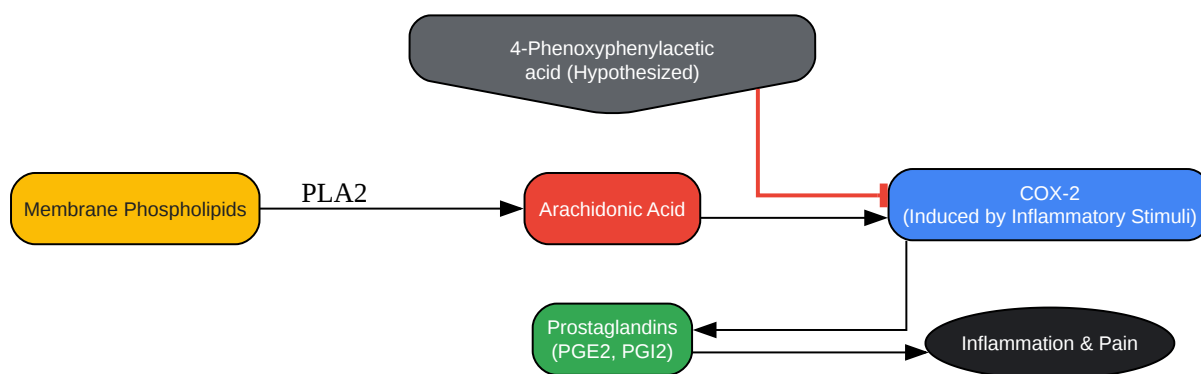 4-Phenoxyphenylacetic
acid (Hypothesized)
Membrane Phospholipids
PLA2
Arachidonic Acid
COX-2
(Induced by Inflammatory Stimuli)
Prostaglandins
(PGE2, PGI2)
Inflammation & Pain